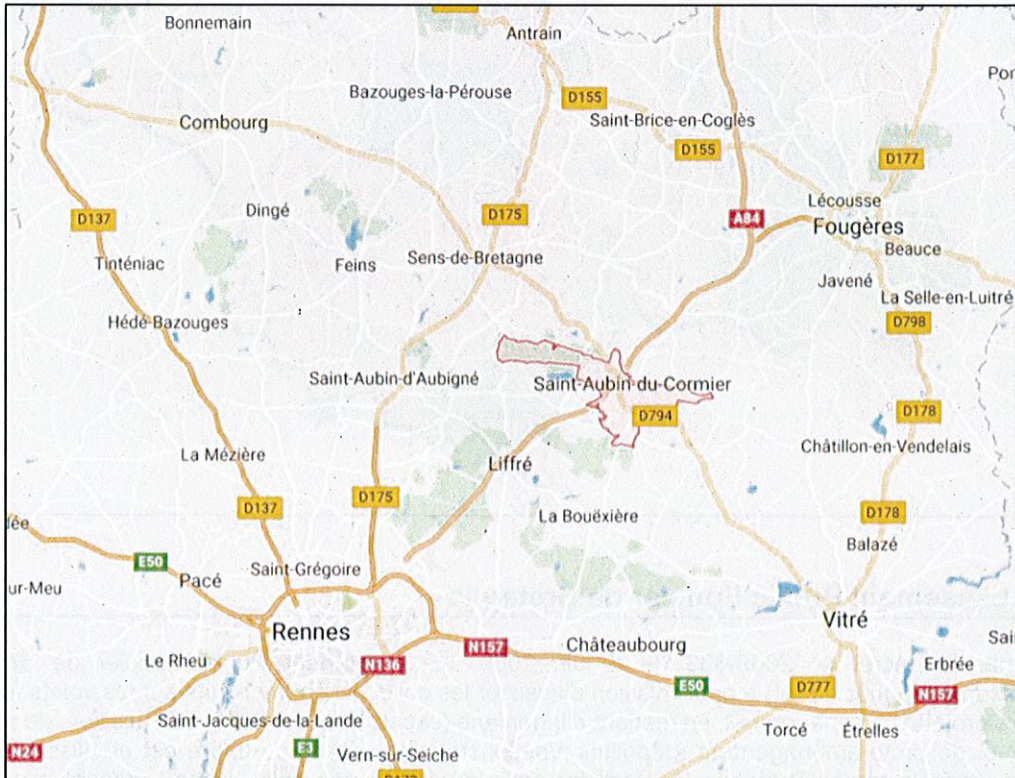 Bonnemain
Antrain
Bazouges-la-Pérouse
D155
Combourg
Saint-Brice-en-Coglès
D155
D177
Lécousse
D137
Dingé
D175
A84
Fougères
Tinténiac
Feins
Sens-de-Bretagne
Beauce
Javené
La Selle-en-Luitré
Hédé-Bazouges
D798
Saint-Aubin-d'Aubigné
Saint-Aubin-du-Cormier
D794
D178
Châtillon-en-Vendelais
La Mézière
Liffré
D137
D175
La Bouëxière
D178
Balazé
E50
Saint-Grégoire
Pacé
ur-Meu
Rennes
Vitré
N157
Châteaubourg
Le Rheu
N136
Erbrée
E50
D777
N157
Saint-Jacques-de-la-Lande
Torcé
Étrelles
N24
E3
Vern-sur-Seiche